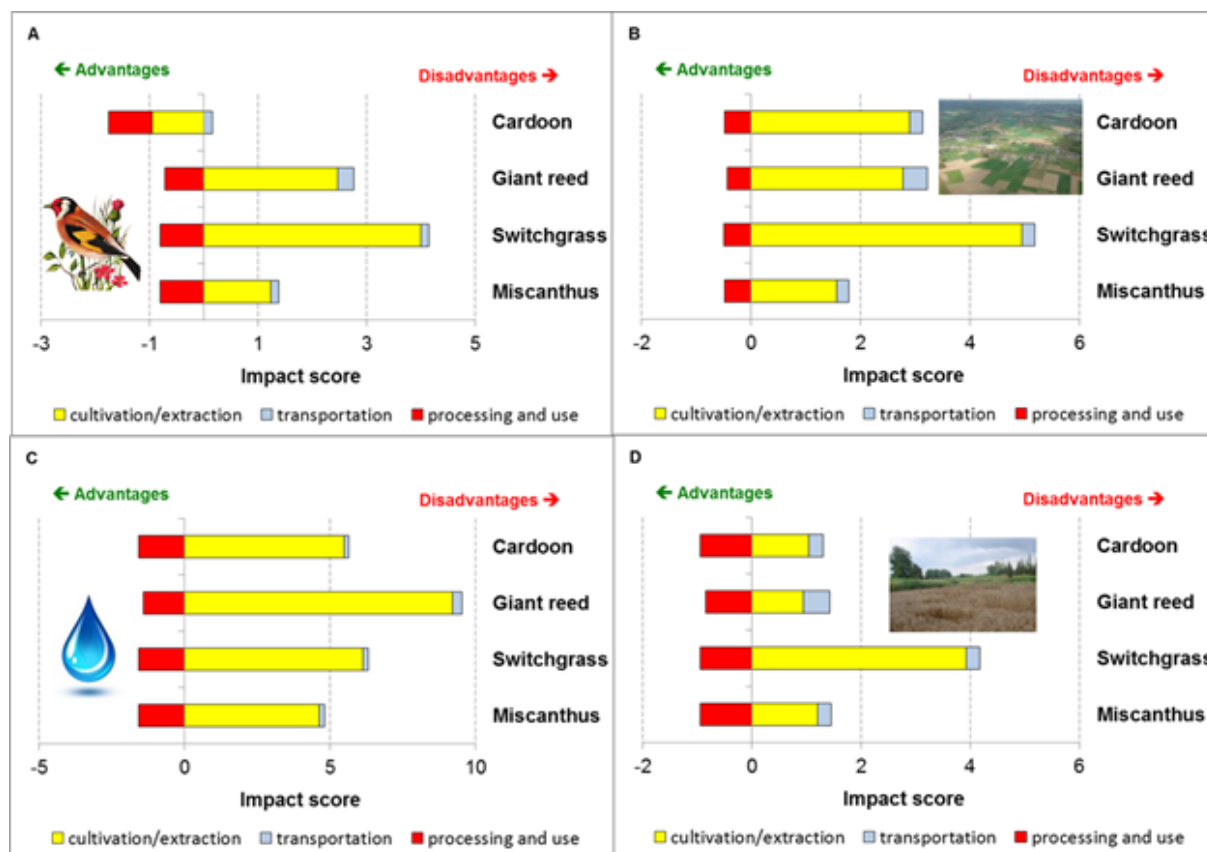 A
← Advantages
Disadvantages →
Cardoon
Giant reed
Switchgrass
Miscanthus
-3 -1 1 3 5
Impact score
cultivation/extraction transportation processing and use
B
← Advantages
Disadvantages →
Cardoon
Giant reed
Switchgrass
Miscanthus
-2 0 2 4 6
Impact score
cultivation/extraction transportation processing and use
C
← Advantages
Disadvantages →
Cardoon
Giant reed
Switchgrass
Miscanthus
-5 0 5 10
Impact score
cultivation/extraction transportation processing and use
D
← Advantages
Disadvantages →
Cardoon
Giant reed
Switchgrass
Miscanthus
-2 0 2 4 6
Impact score
cultivation/extraction transportation processing and use